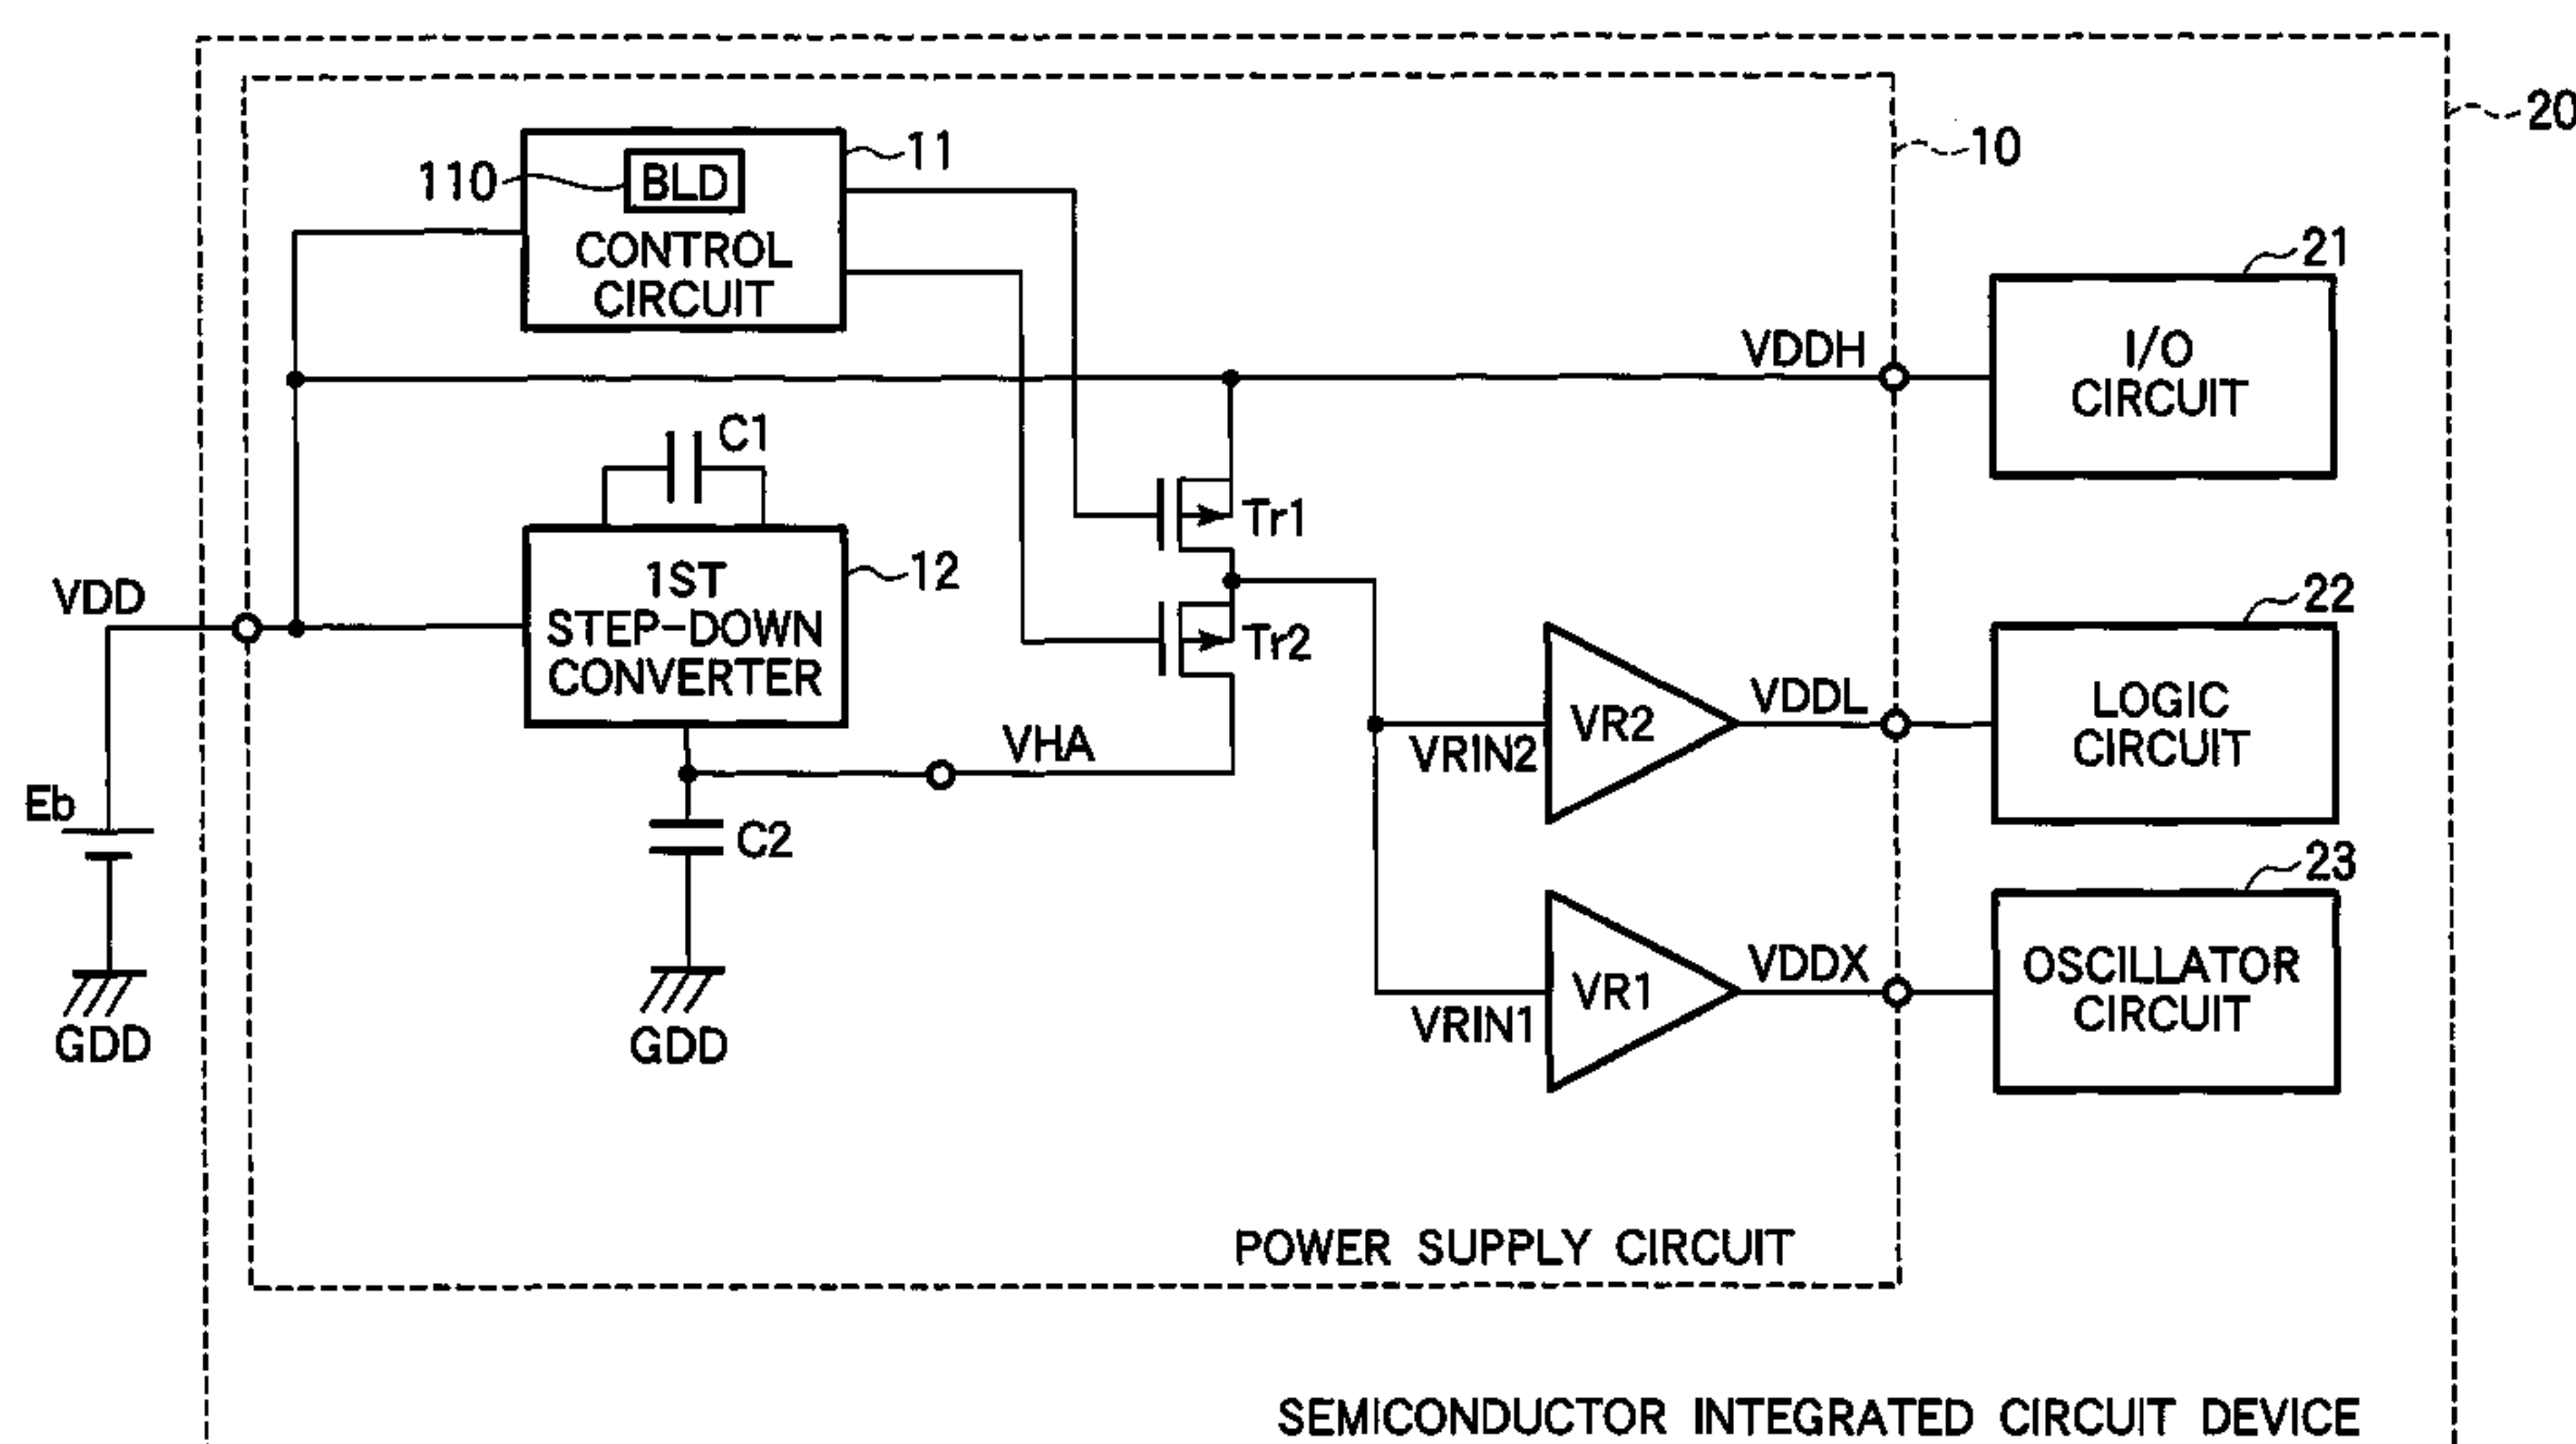 20
10
11
110
BLD
CONTROL
CIRCUIT
21
I/O
CIRCUIT
VDDH
C1
Tr1
12
1ST
STEP-DOWN
CONVERTER
VDD
Tr2
22
LOGIC
CIRCUIT
VDDL
VR2
VRIN2
VHA
Eb
C2
23
OSCILLATOR
CIRCUIT
VDDX
VR1
VRIN1
GDD
GDD
POWER SUPPLY CIRCUIT
SEMICONDUCTOR INTEGRATED CIRCUIT DEVICE